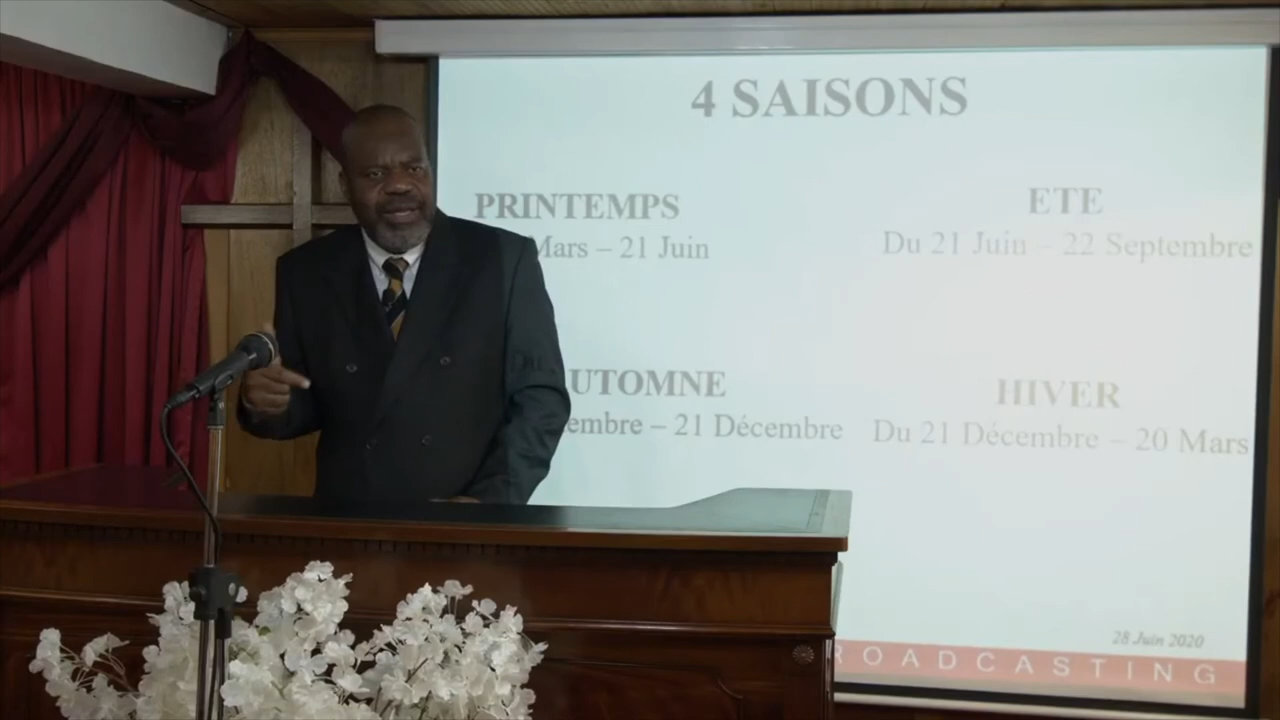 4 SAISONS
PRINTEMPS
Mars – 21 Juin
ETE
Du 21 Juin – 22 Septembre
UTOMNE
embre – 21 Décembre
HIVER
Du 21 Décembre – 20 Mars
28 Juin 2020
ROADCASTING